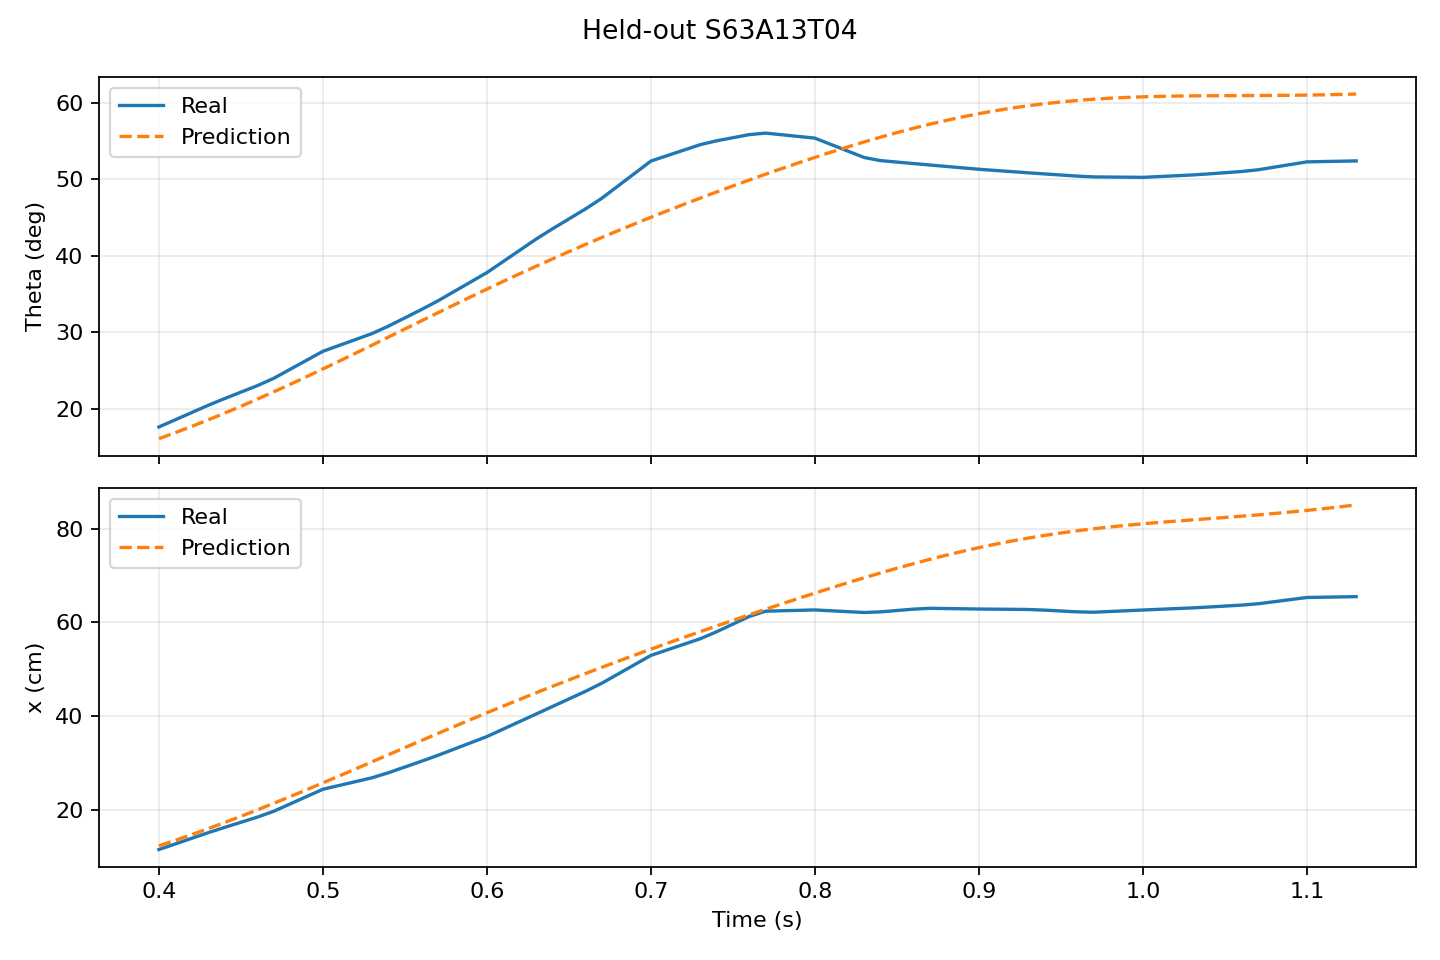 Held-out S63A13T04
Real
Prediction
60
50
40
30
20
Theta (deg)
Real
Prediction
80
60
40
20
x (cm)
0.4 0.5 0.6 0.7 0.8 0.9 1.0 1.1
Time (s)